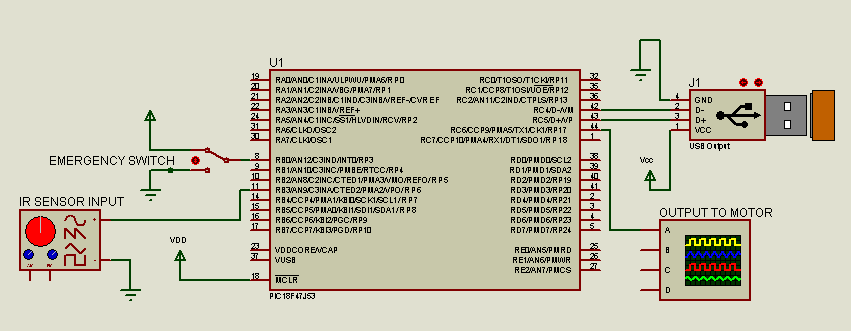 U1
19 RA0/AN0/C1INA/ULPWU/PMA6/RP0
20 RA1/AN1/C2INA/VBG/PMA7/RP1
21 RA2/AN2/C2INB/C1IND/C3INB/VREF-/CVREF
22 RA3/AN3/C1INB/VREF+
24 RA5/AN4/C1INC/SS1/HLVDIN/RCV/RP2
31 RA6/CLKO/OSC2
30 RA7/CLKI/OSC1
8 RB0/AN12/C3IND/INT0/RP3
9 RB1/AN10/C3INC/PMBE/RTCC/RP4
10 RB2/AN8/C2INC/CTED1/PMA3/VMO/REFO/RP5
11 RB3/AN9/C3INA/CTED2/PMA2/VPO/RP6
14 RB4/CCP4/PMA1/KBI0/SCK1/SCL1/RP7
15 RB5/CCP5/PMA0/KBI1/SDI1/SDA1/RP8
16 RB6/CCP6/KBI2/PGC/RP9
17 RB7/CCP7/KBI3/PGD/RP10
23 VDDCORE/VCAP
37 VUSB
18 MCLR
RC0/T1OSO/T1CKI/RP11 32
RC1/CCP8/T1OSI/UOE/RP12 35
RC2/AN11/C2IND/CTPLS/RP13 36
RC4/D-/VM 42
RC5/D+/VP 43
RC6/CCP9/PMA5/TX1/CK1/RP17 44
RC7/CCP10/PMA4/RX1/DT1/SDO1/RP18 1
RD0/PMD0/SCL2 38
RD1/PMD1/SDA2 39
RD2/PMD2/RP19 40
RD3/PMD3/RP20 41
RD4/PMD4/RP21 2
RD5/PMD5/RP22 3
RD6/PMD6/RP23 4
RD7/PMD7/RP24 5
RE0/AN5/PMRD 25
RE1/AN6/PMWR 26
RE2/AN7/PMCS 27
PIC18F47J53
EMERGENCY SWITCH
IR SENSOR INPUT
+
-
VDD
J1
4 GND
2 D-
3 D+
1 VCC
USB Output
Vcc
OUTPUT TO MOTOR
A
B
C
D